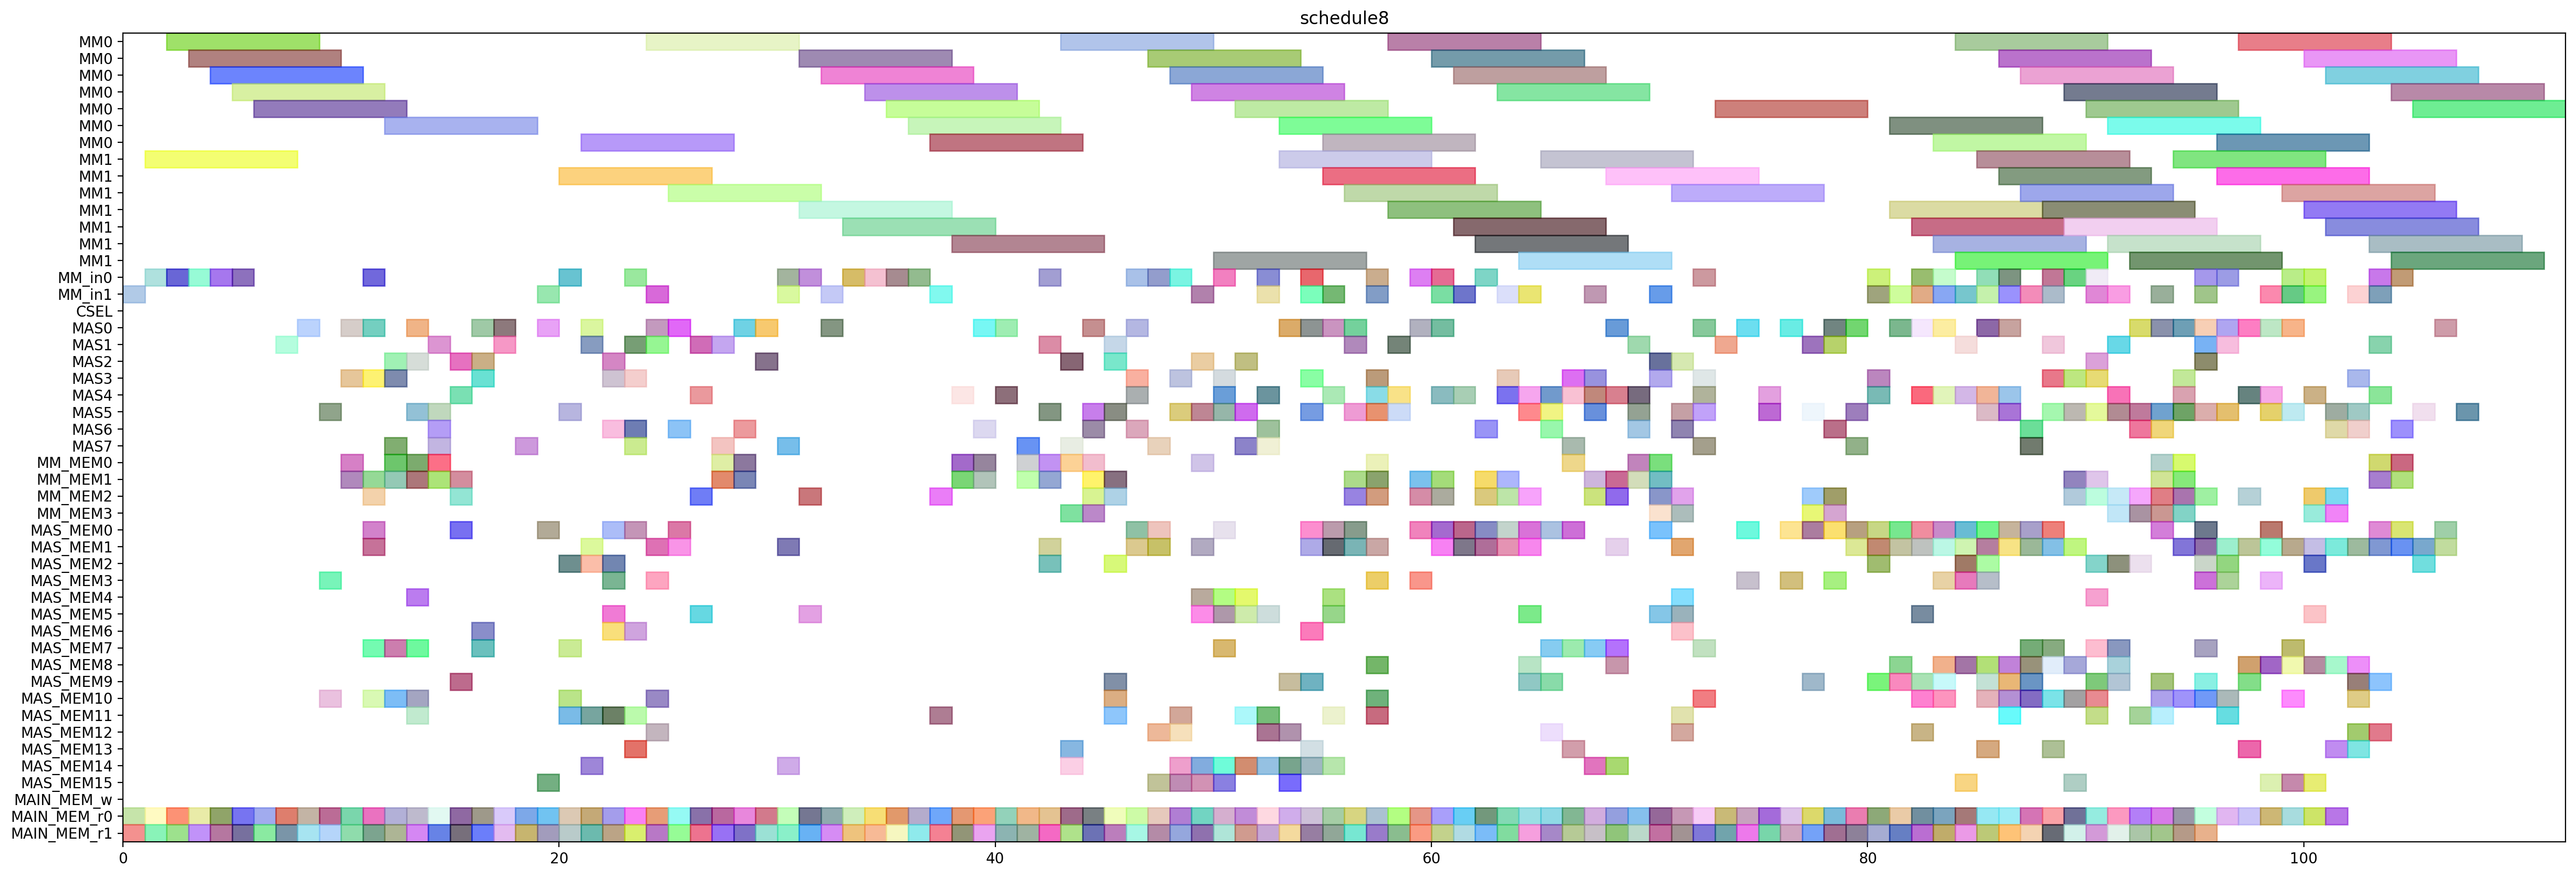 schedule8
MM0
MM0
MM0
MM0
MM0
MM0
MM0
MM1
MM1
MM1
MM1
MM1
MM1
MM1
MM_in0
MM_in1
CSEL
MAS0
MAS1
MAS2
MAS3
MAS4
MAS5
MAS6
MAS7
MM_MEM0
MM_MEM1
MM_MEM2
MM_MEM3
MAS_MEM0
MAS_MEM1
MAS_MEM2
MAS_MEM3
MAS_MEM4
MAS_MEM5
MAS_MEM6
MAS_MEM7
MAS_MEM8
MAS_MEM9
MAS_MEM10
MAS_MEM11
MAS_MEM12
MAS_MEM13
MAS_MEM14
MAS_MEM15
MAIN_MEM_w
MAIN_MEM_r0
MAIN_MEM_r1
0 20 40 60 80 100